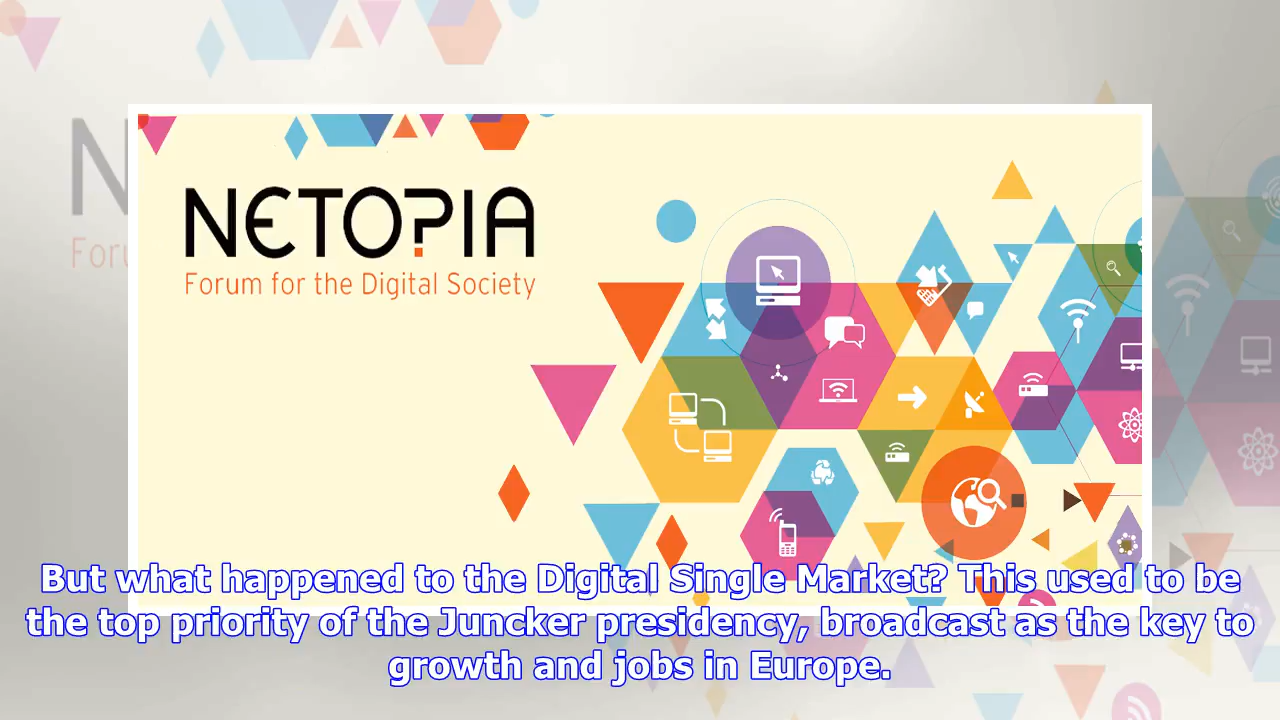 NETOPIA
Forum for the Digital Society
N
Foru
But what happened to the Digital Single Market? This used to be
the top priority of the Juncker presidency, broadcast as the key to
growth and jobs in Europe.